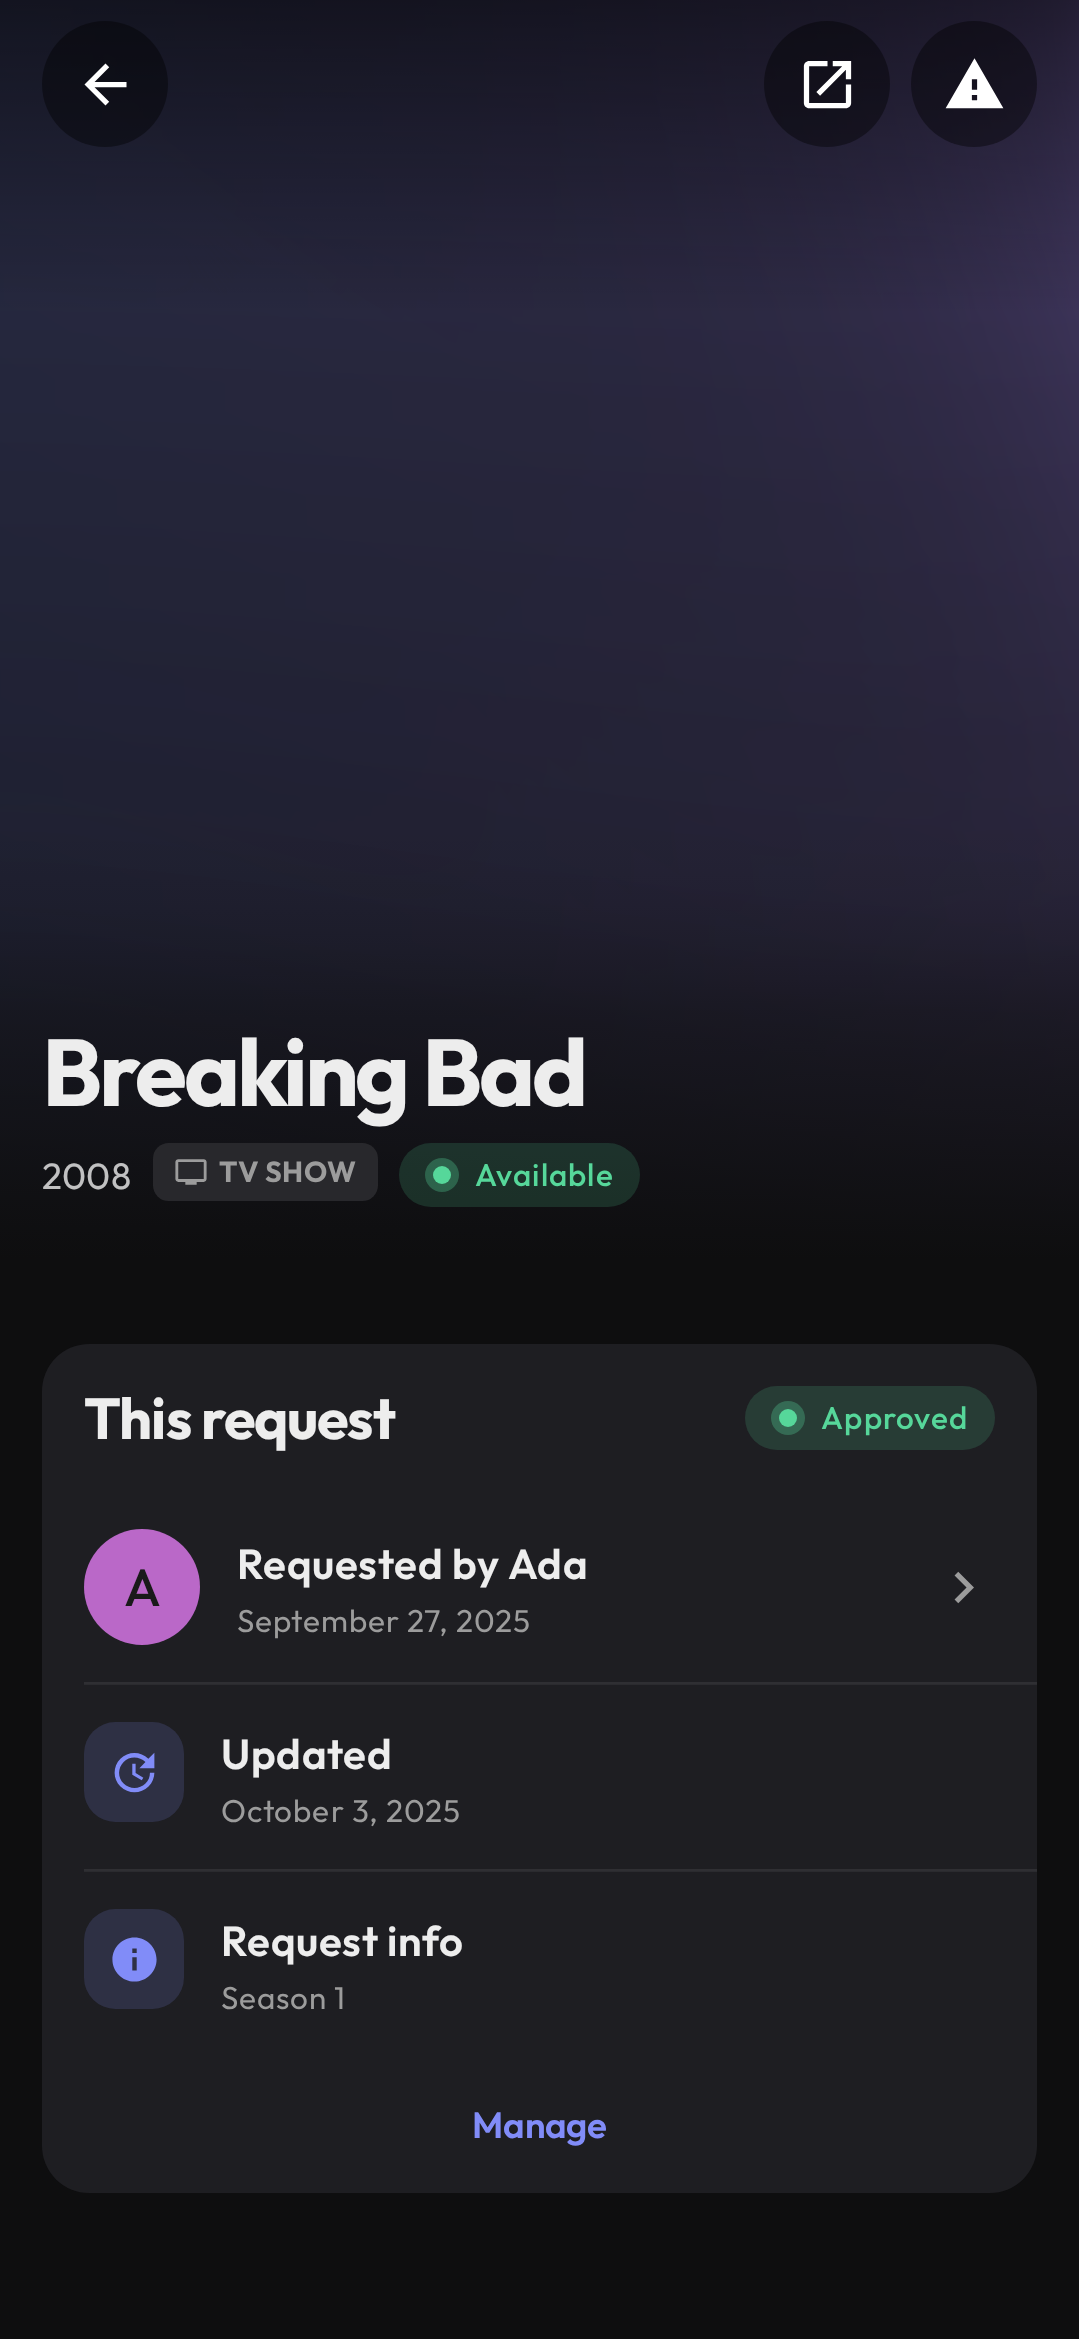 Breaking Bad
2008 TV SHOW Available
This request Approved
A
Requested by Ada
September 27, 2025
Updated
October 3, 2025
Request info
Season 1
Manage